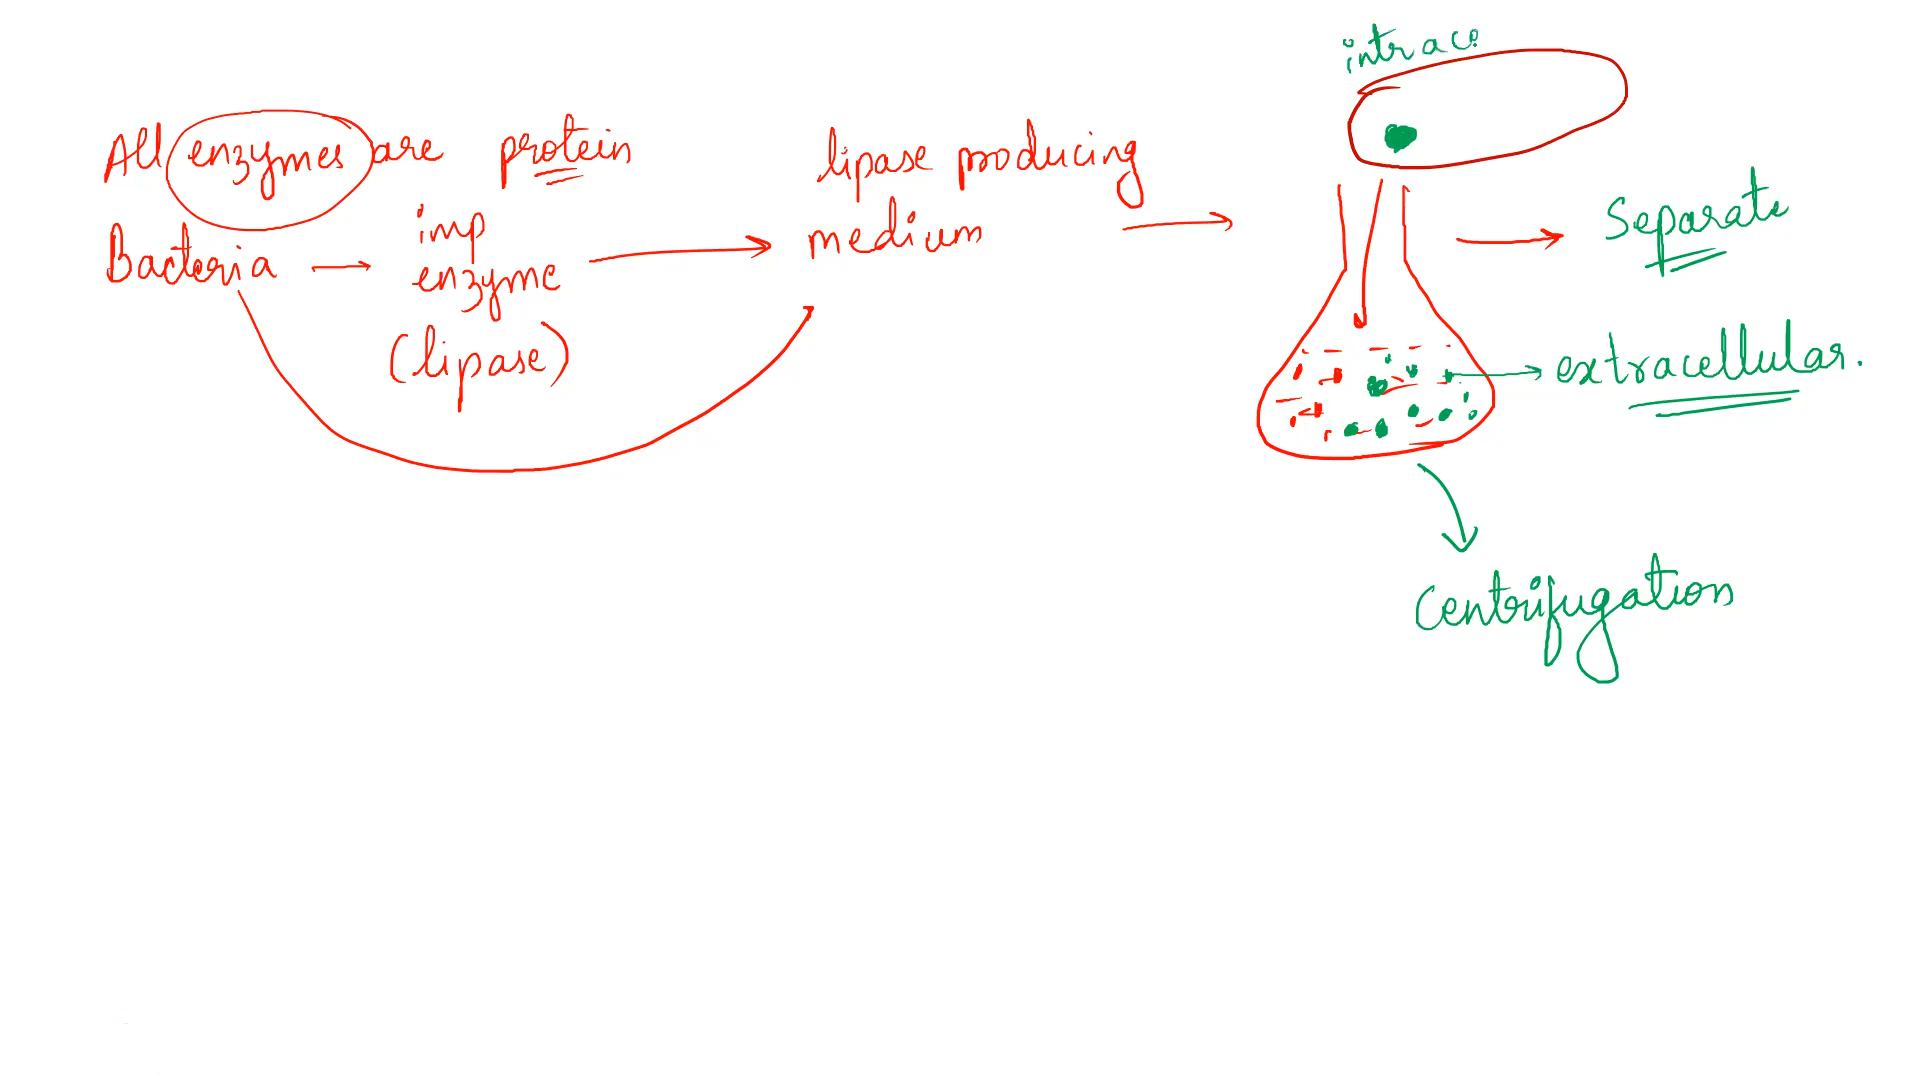 intrace
All enzymes are protein
lipase producing
medium
Bacteria → imp
enzyme
(lipase)
Separate
extracellular.
Centrifugation